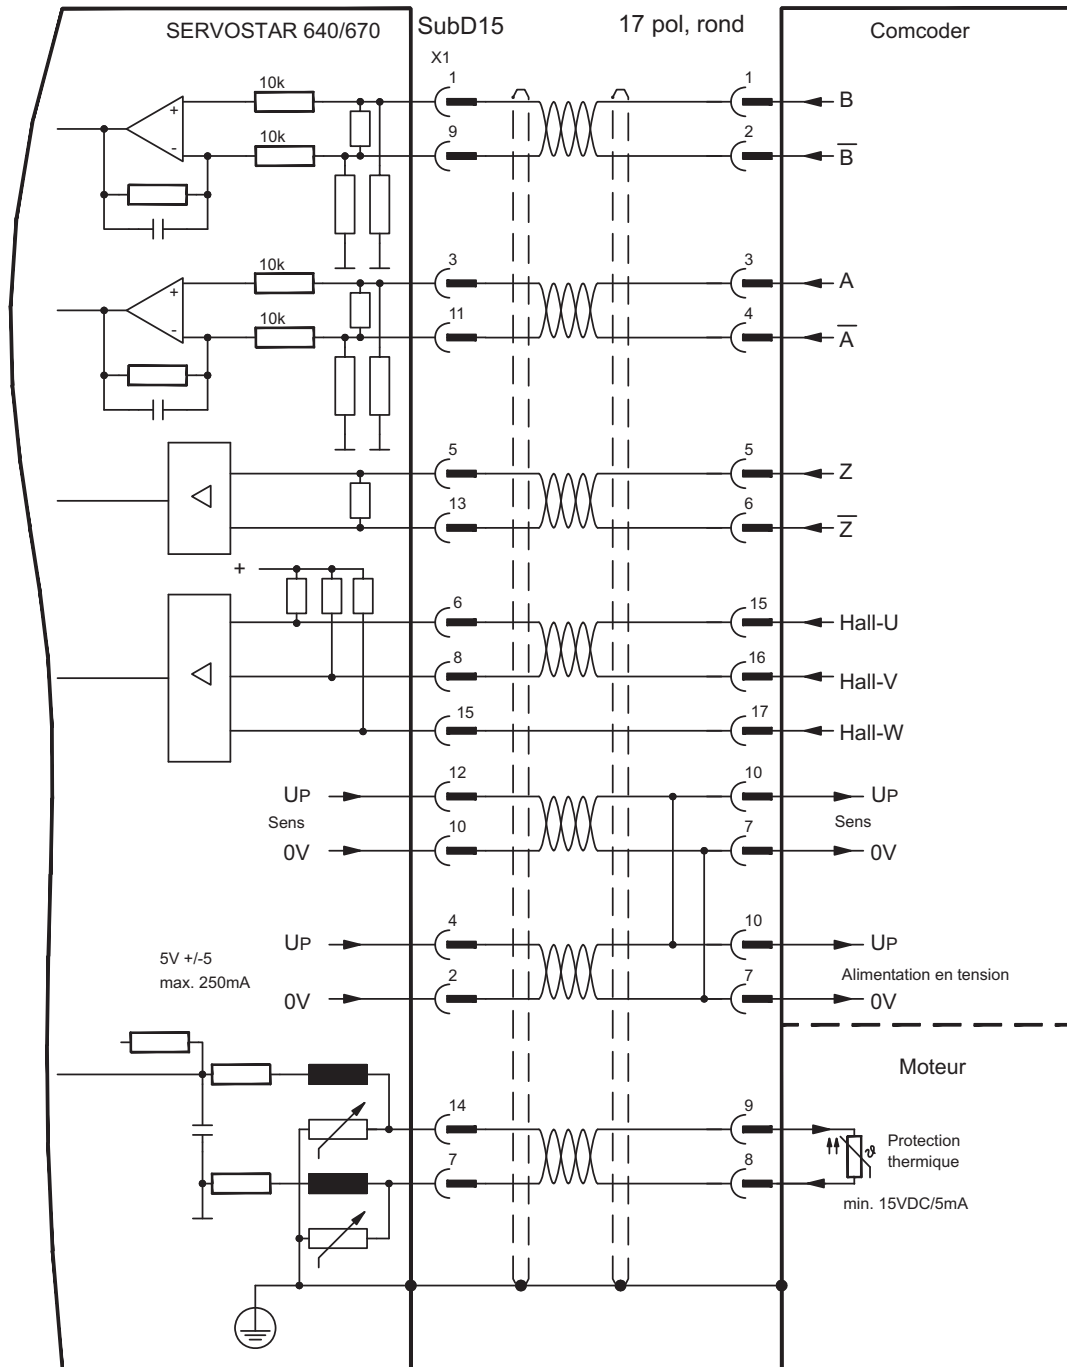 SERVOSTAR 640/670 SubD15 17 pol, rond Comcoder
X1
10k 1 1 B
+
10k 9 2 B̅
-
10k 3 3 A
+
10k 11 4 A̅
-
5 5 Z
13 6 Z̅
+
6 15 Hall-U
8 16 Hall-V
15 17 Hall-W
UP 12 10 UP
Sens Sens
0V 10 7 0V
UP 4 10 UP
5V +/-5
max. 250mA
Alimentation en tension
0V 2 7 0V
Moteur
14 9
Protection
thermique
ϑ
7 8
min. 15VDC/5mA